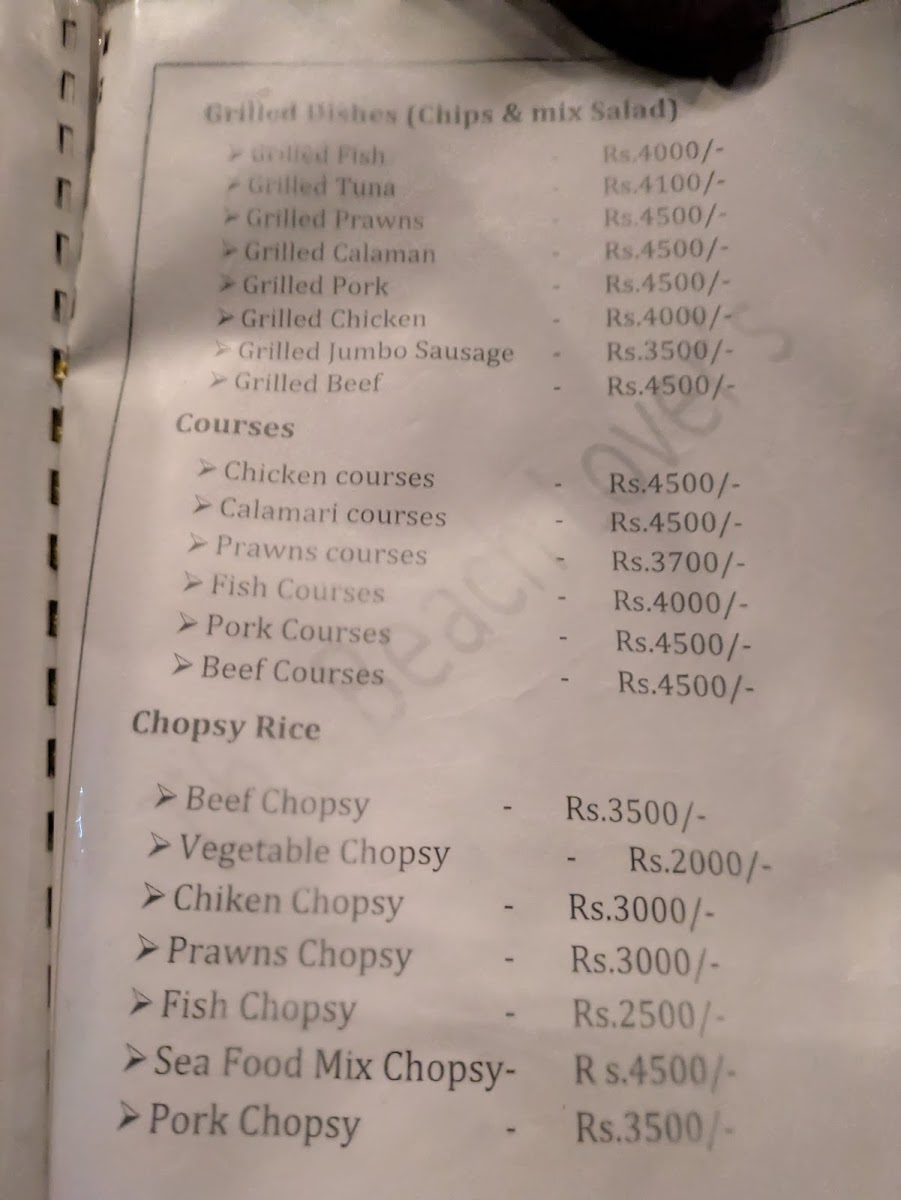 Grilled Dishes (Chips & mix Salad)
➤ Grilled Fish - Rs.4000/-
➤ Grilled Tuna - Rs.4100/-
➤ Grilled Prawns - Rs.4500/-
➤ Grilled Calaman - Rs.4500/-
➤ Grilled Pork - Rs.4500/-
➤ Grilled Chicken - Rs.4000/-
➤ Grilled Jumbo Sausage - Rs.3500/-
➤ Grilled Beef - Rs.4500/-
Courses
➤ Chicken courses - Rs.4500/-
➤ Calamari courses - Rs.4500/-
➤ Prawns courses - Rs.3700/-
➤ Fish Courses - Rs.4000/-
➤ Pork Courses - Rs.4500/-
➤ Beef Courses - Rs.4500/-
Chopsy Rice
➤ Beef Chopsy - Rs.3500/-
➤ Vegetable Chopsy - Rs.2000/-
➤ Chiken Chopsy - Rs.3000/-
➤ Prawns Chopsy - Rs.3000/-
➤ Fish Chopsy - Rs.2500/-
➤ Sea Food Mix Chopsy- R s.4500/-
➤ Pork Chopsy - Rs.3500/-
Beach Lovers